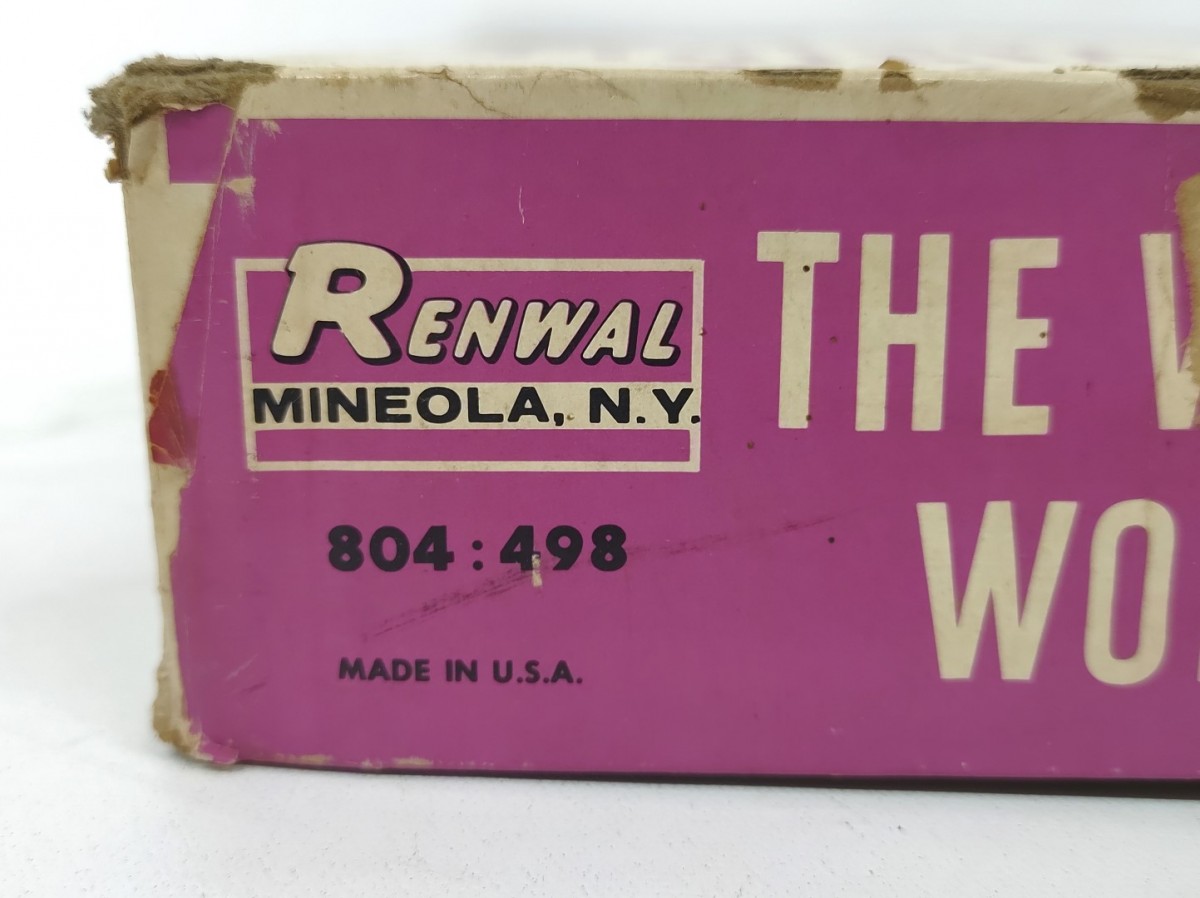 RENWAL
MINEOLA, N.Y.
804 : 498
MADE IN U.S.A.
THE